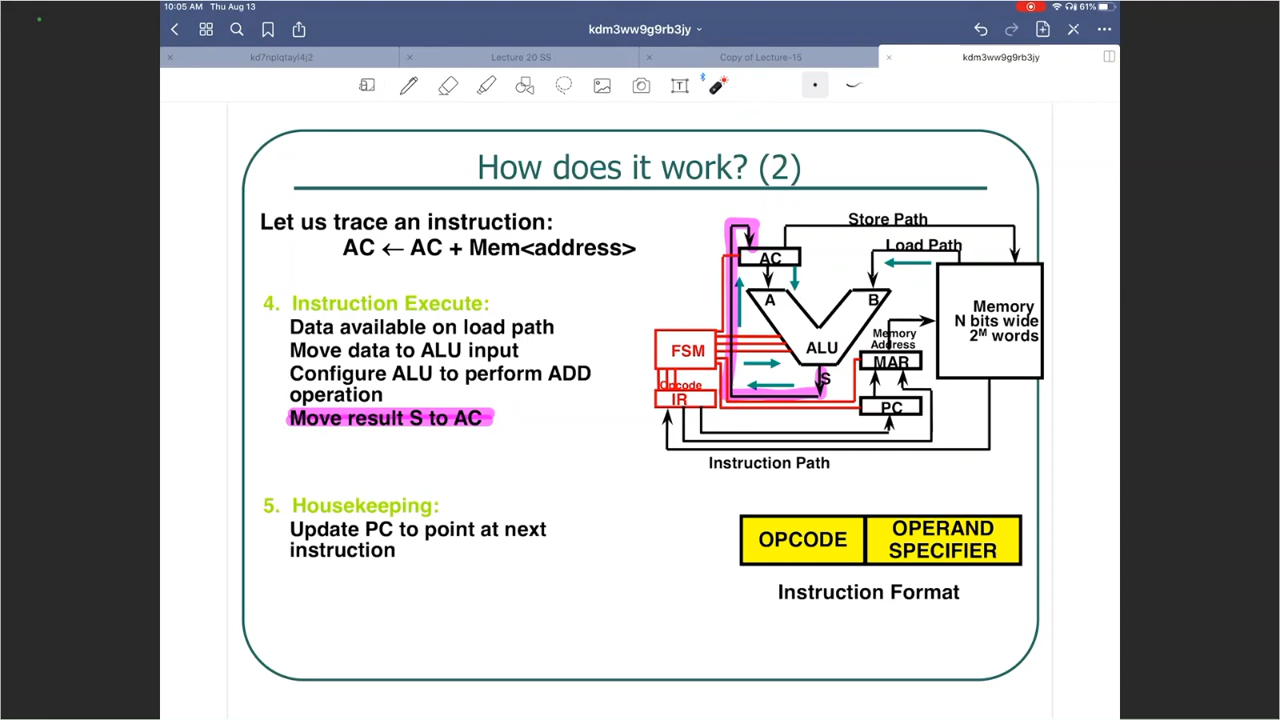 10:05 AM Thu Aug 13
61%
kdm3ww9g9rb3jy
kd7nplqtayl4j2
Lecture 20 SS
Copy of Lecture-15
kdm3ww9g9rb3jy
T
How does it work? (2)
Let us trace an instruction:
AC ← AC + Mem<address>
4. Instruction Execute:
Data available on load path
Move data to ALU input
Configure ALU to perform ADD
operation
Move result S to AC
5. Housekeeping:
Update PC to point at next
instruction
Store Path
Load Path
AC
A
B
ALU
S
Memory
N bits wide
2ᴹ words
Memory
Address
MAR
PC
FSM
Opcode
IR
Instruction Path
OPCODE
OPERAND
SPECIFIER
Instruction Format